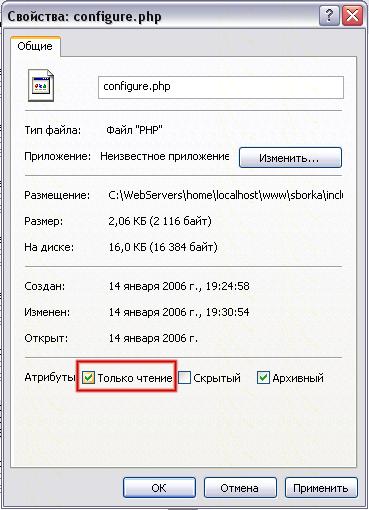 Свойства: configure.php
Общие
configure.php
Тип файла: Файл "PHP"
Приложение: Неизвестное приложение Изменить...
Размещение: C:\WebServers\home\localhost\www\sborka\inclu
Размер: 2,06 КБ (2 116 байт)
На диске: 16,0 КБ (16 384 байт)
Создан: 14 января 2006 г., 19:24:58
Изменен: 14 января 2006 г., 19:30:54
Открыт: 14 января 2006 г.
Атрибуты: Только чтение Скрытый Архивный
ОК Отмена Применить